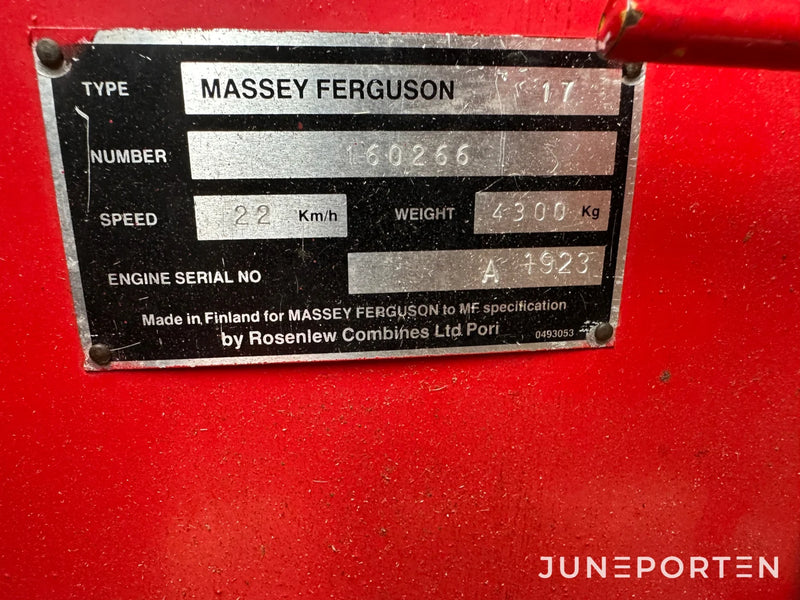 TYPE MASSEY FERGUSON 17
NUMBER 160266
SPEED 22 Km/h WEIGHT 4300 Kg
ENGINE SERIAL NO A 1923
Made in Finland for MASSEY FERGUSON to MF specification
by Rosenlew Combines Ltd Pori 0493053
JUNEPORTEN